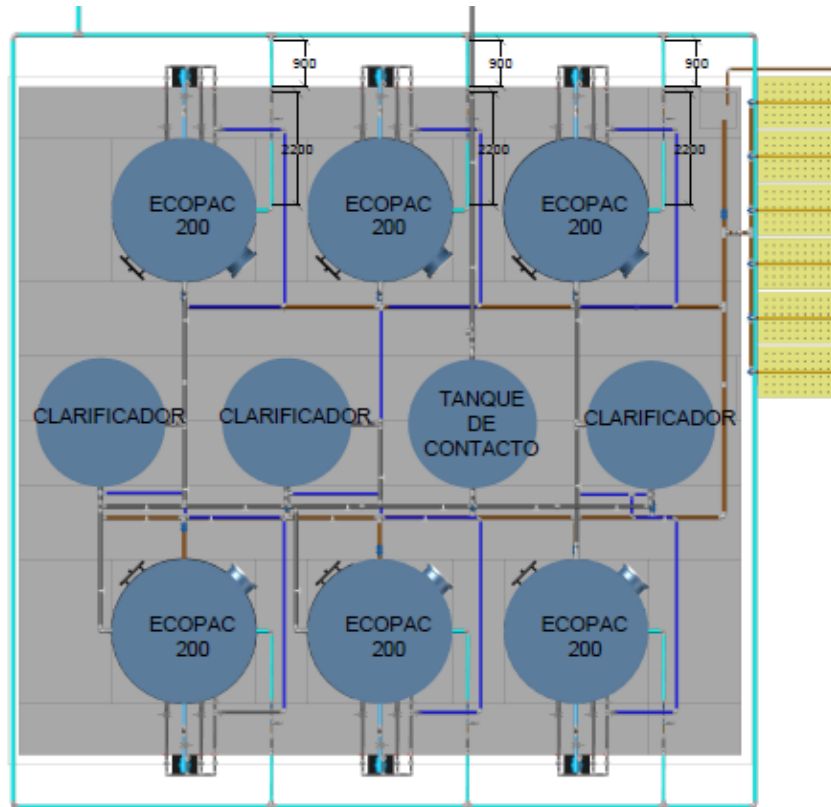 900
900
900
2200
2200
2200
ECOPAC
200
ECOPAC
200
ECOPAC
200
CLARIFICADOR
CLARIFICADOR
TANQUE
DE
CONTACTO
CLARIFICADOR
ECOPAC
200
ECOPAC
200
ECOPAC
200